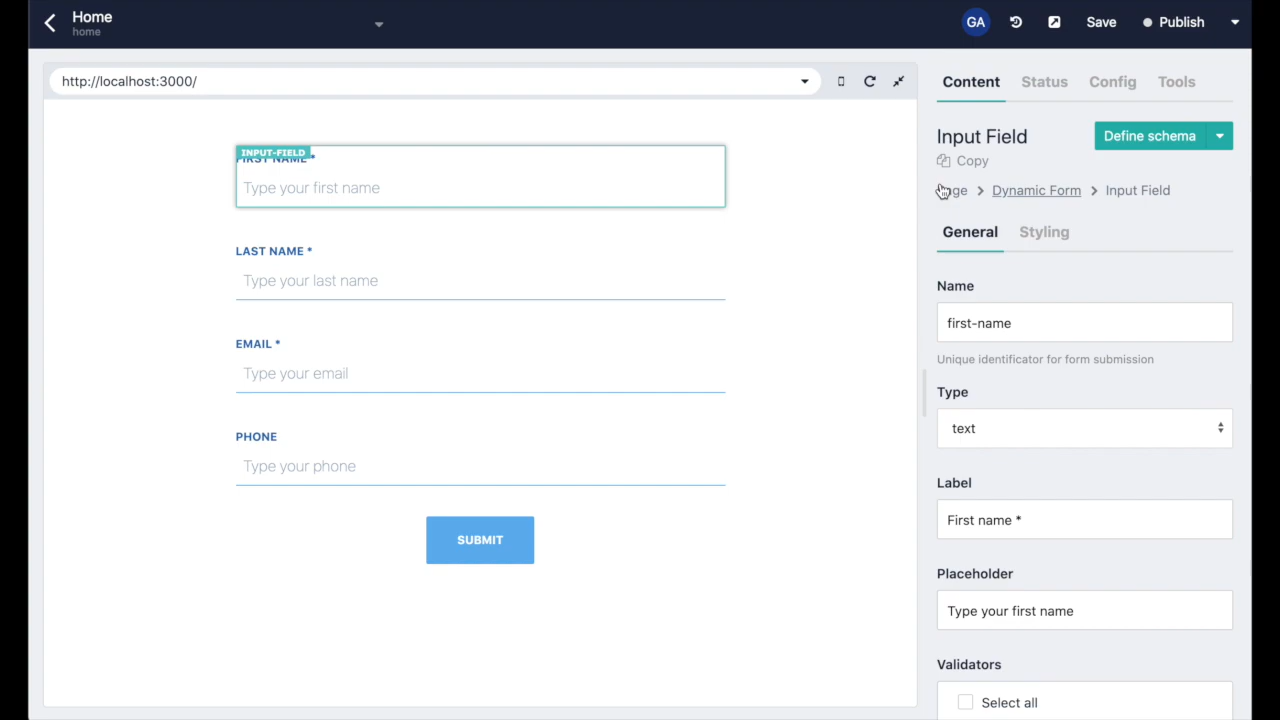 Home
home
GA
Save
Publish
http://localhost:3000/
Content Status Config Tools
Input Field
Define schema
Copy
Dynamic Form > Input Field
General Styling
INPUT-FIELD
FIRST NAME *
Type your first name
LAST NAME *
Type your last name
EMAIL *
Type your email
PHONE
Type your phone
SUBMIT
Name
first-name
Unique identificator for form submission
Type
text
Label
First name *
Placeholder
Type your first name
Validators
Select all